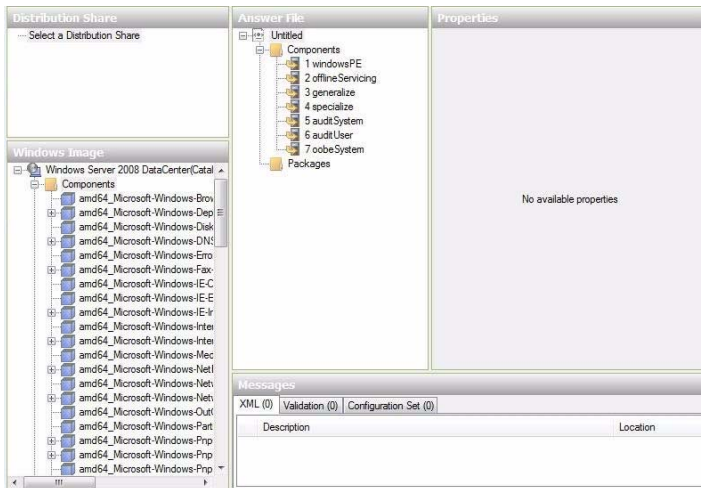 Distribution Share
Select a Distribution Share
Windows Image
Windows Server 2008 DataCenter(Catal
Components
amd64_Microsoft-Windows-Brow
amd64_Microsoft-Windows-Dep
amd64_Microsoft-Windows-Disk
amd64_Microsoft-Windows-DNS
amd64_Microsoft-Windows-Erro
amd64_Microsoft-Windows-Fax-
amd64_Microsoft-Windows-IE-C
amd64_Microsoft-Windows-IE-E
amd64_Microsoft-Windows-IE-Ir
amd64_Microsoft-Windows-Inter
amd64_Microsoft-Windows-Inter
amd64_Microsoft-Windows-Med
amd64_Microsoft-Windows-NetI
amd64_Microsoft-Windows-Netw
amd64_Microsoft-Windows-Netw
amd64_Microsoft-Windows-Out(
amd64_Microsoft-Windows-Part
amd64_Microsoft-Windows-Pnp
amd64_Microsoft-Windows-Pnp
amd64_Microsoft-Windows-Pnp
Answer File
Untitled
Components
1 windowsPE
2 offlineServicing
3 generalize
4 specialize
5 auditSystem
6 auditUser
7 oobeSystem
Packages
Properties
No available properties
Messages
XML (0) Validation (0) Configuration Set (0)
Description Location